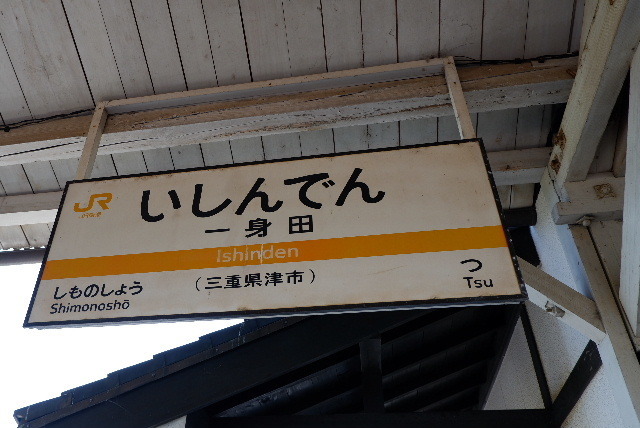 JR
JR東海
いしんでん
一身田
Ishinden
しものしょう
Shimonoshō
（三重県津市）
つ
Tsu